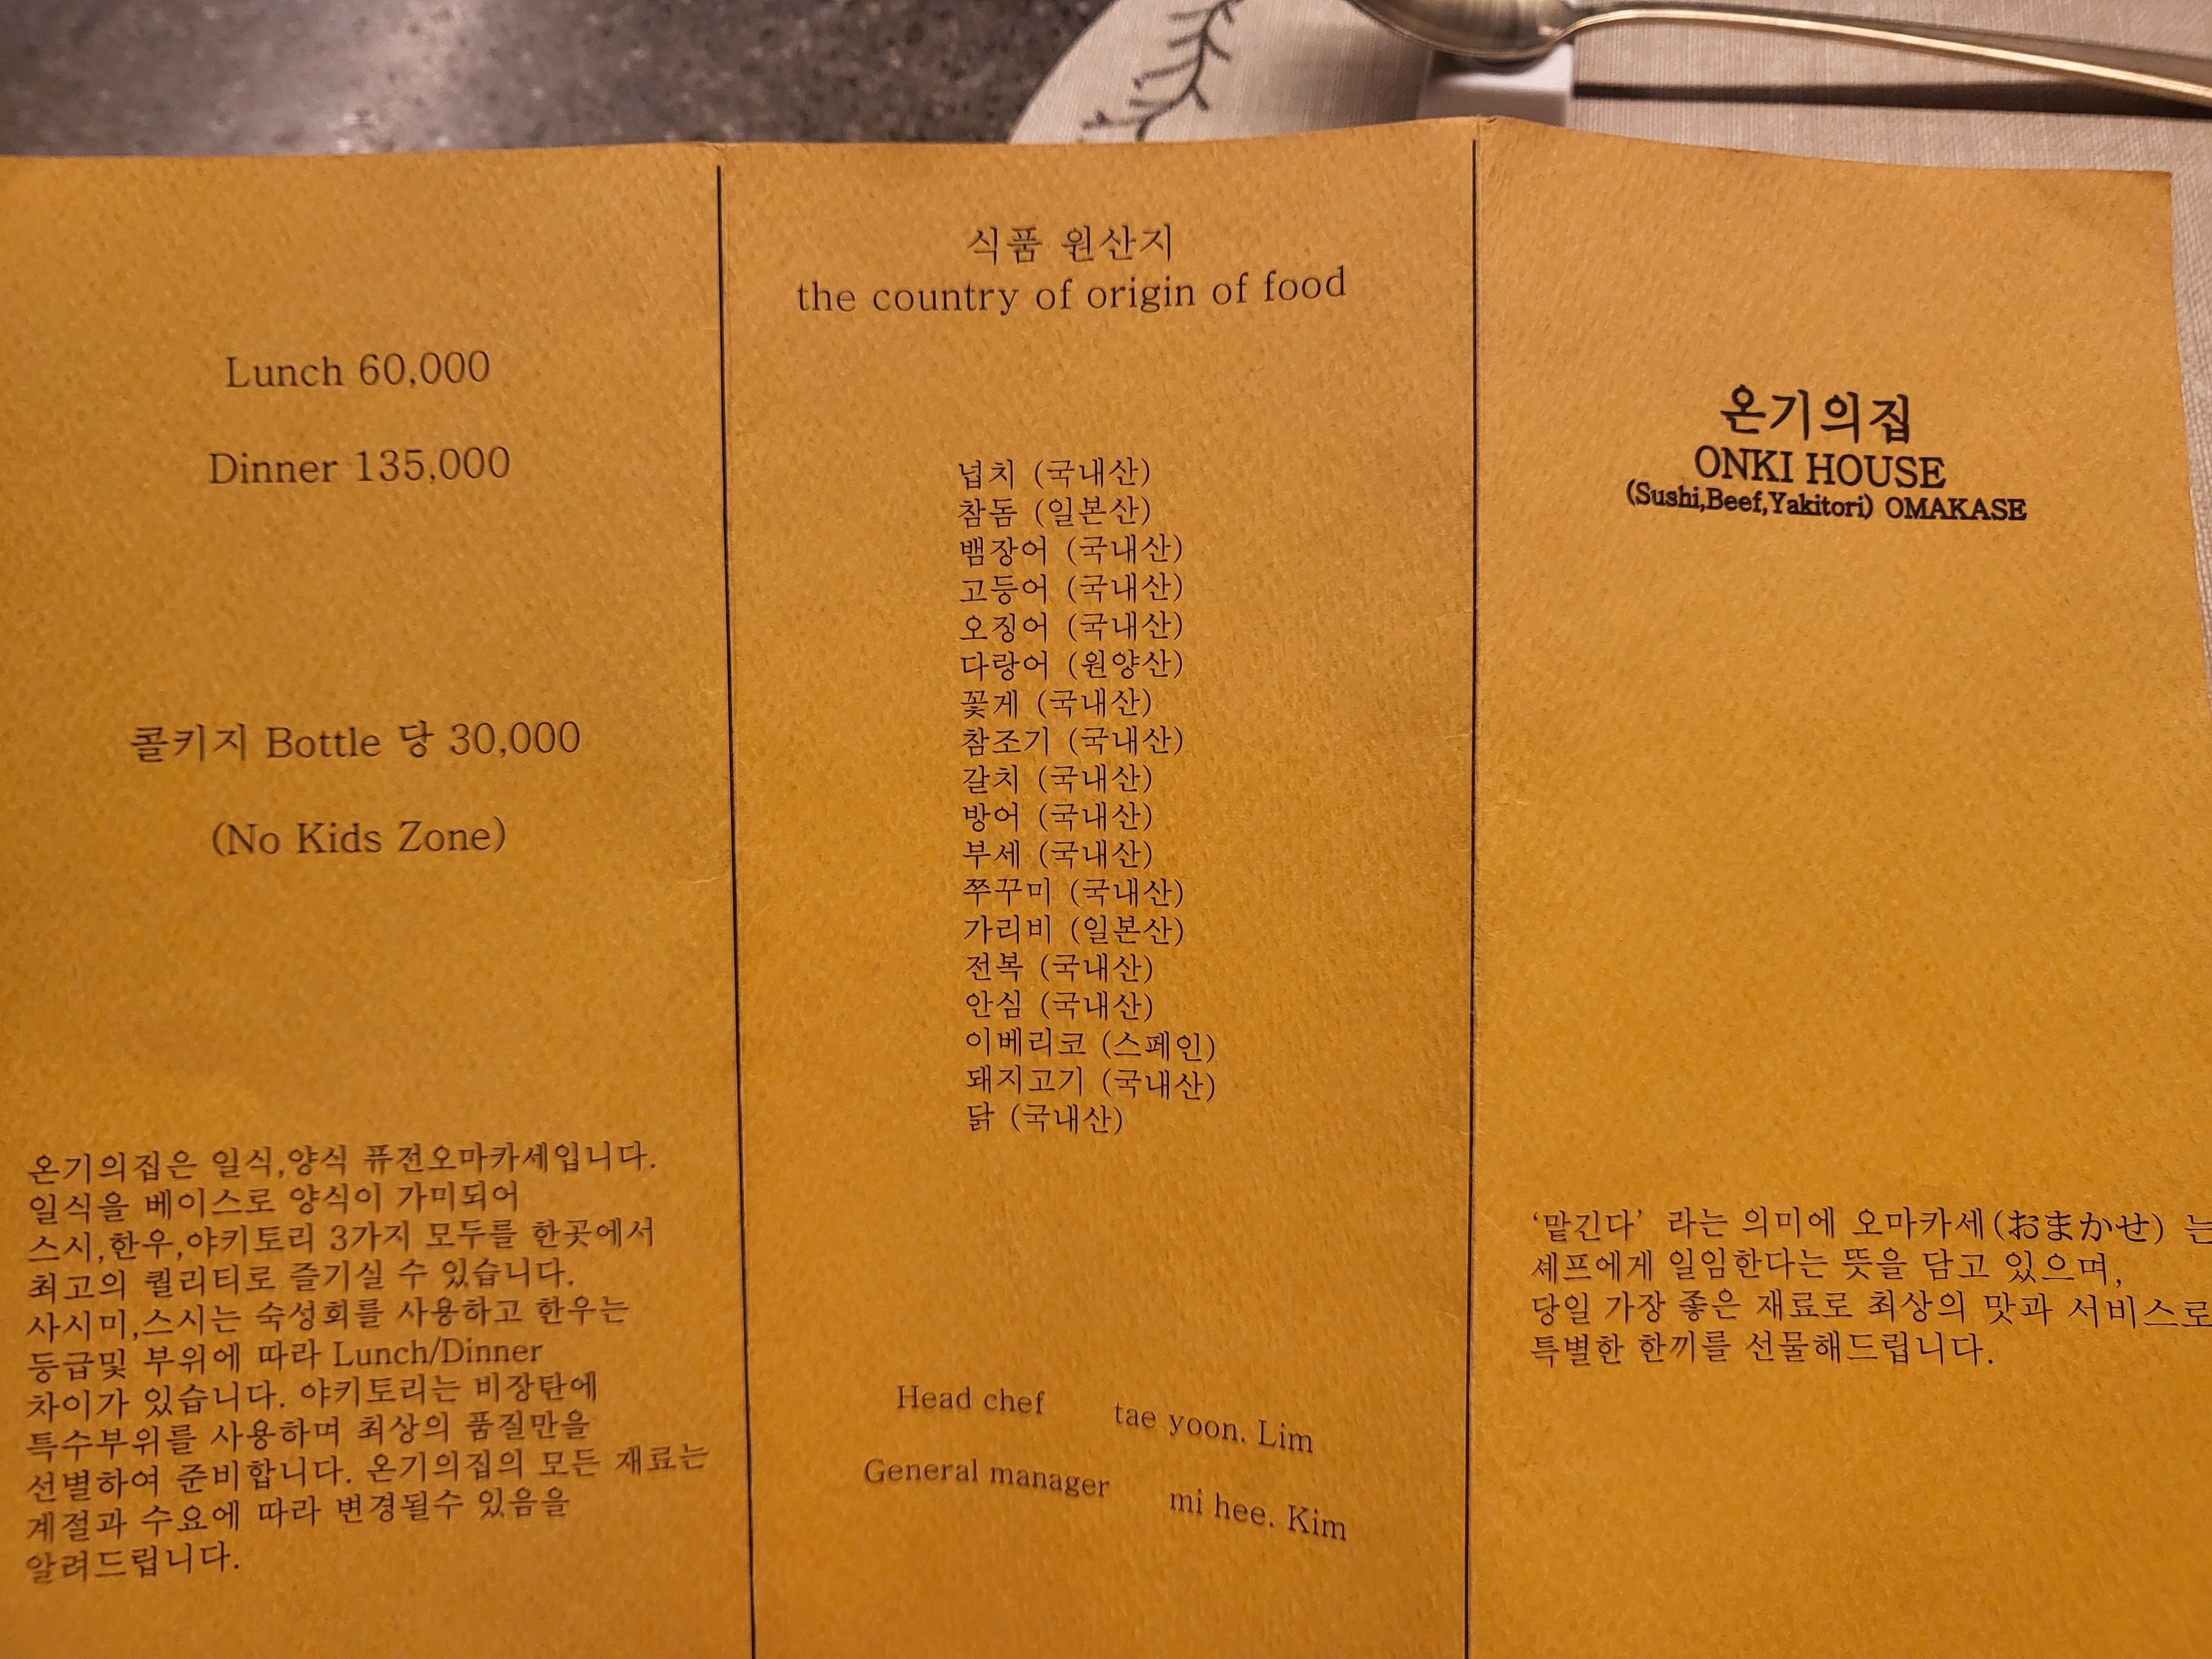 Lunch 60,000
Dinner 135,000
콜키지 Bottle 당 30,000
(No Kids Zone)
온기의집은 일식,양식 퓨전오마카세입니다.
일식을 베이스로 양식이 가미되어
스시,한우,야키토리 3가지 모두를 한곳에서
최고의 퀄리티로 즐기실 수 있습니다.
사시미,스시는 숙성회를 사용하고 한우는
등급및 부위에 따라 Lunch/Dinner
차이가 있습니다. 야키토리는 비장탄에
특수부위를 사용하며 최상의 품질만을
선별하여 준비합니다. 온기의집의 모든 재료는
계절과 수요에 따라 변경될수 있음을
알려드립니다.
식품 원산지
the country of origin of food
넙치 (국내산)
참돔 (일본산)
뱀장어 (국내산)
고등어 (국내산)
오징어 (국내산)
다랑어 (원양산)
꽃게 (국내산)
참조기 (국내산)
갈치 (국내산)
방어 (국내산)
부세 (국내산)
쭈꾸미 (국내산)
가리비 (일본산)
전복 (국내산)
안심 (국내산)
이베리코 (스페인)
돼지고기 (국내산)
닭 (국내산)
Head chef tae yoon. Lim
General manager mi hee. Kim
온기의집
ONKI HOUSE
(Sushi,Beef,Yakitori) OMAKASE
‘맡긴다’ 라는 의미에 오마카세(おまかせ) 는
셰프에게 일임한다는 뜻을 담고 있으며,
당일 가장 좋은 재료로 최상의 맛과 서비스로
특별한 한끼를 선물해드립니다.